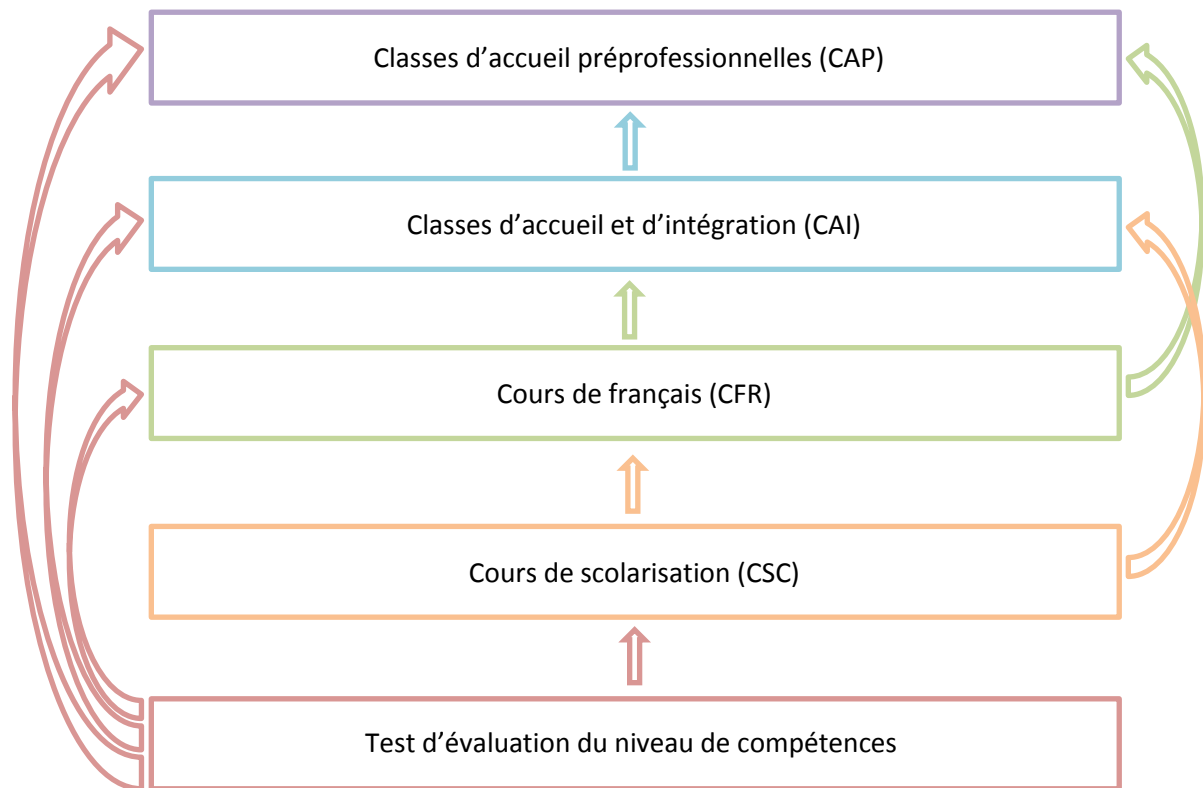 Classes d’accueil préprofessionnelles (CAP)
Classes d’accueil et d’intégration (CAI)
Cours de français (CFR)
Cours de scolarisation (CSC)
Test d’évaluation du niveau de compétences